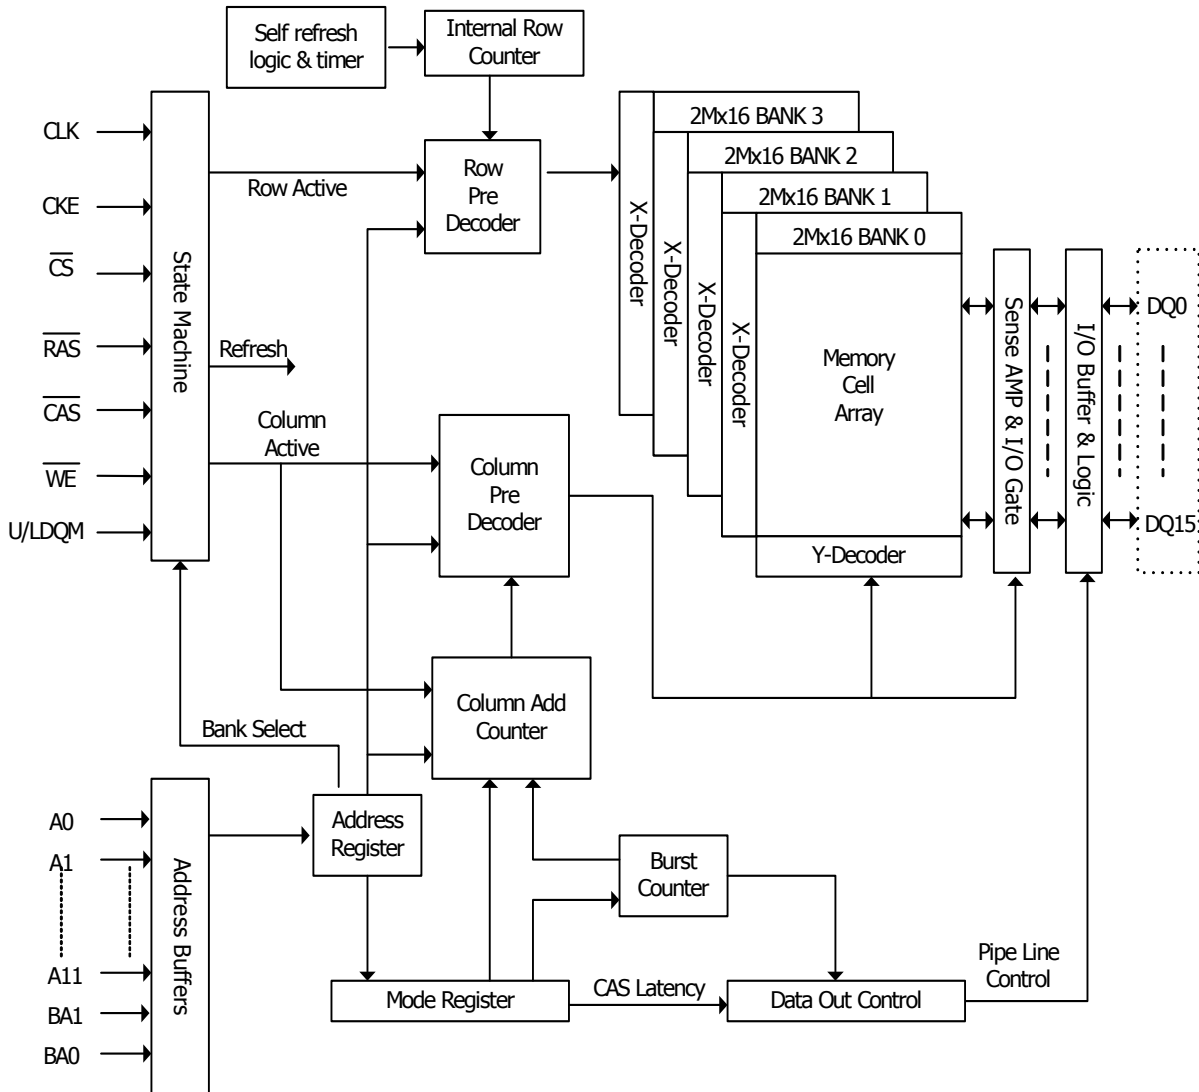 Self refresh
logic & timer
Internal Row
Counter
CLK
CKE
CS
RAS
CAS
WE
U/LDQM
State Machine
Row Active
Refresh
Column
Active
Row
Pre
Decoder
Column
Pre
Decoder
Column Add
Counter
Bank Select
2Mx16 BANK 3
2Mx16 BANK 2
2Mx16 BANK 1
2Mx16 BANK 0
X-Decoder
X-Decoder
X-Decoder
X-Decoder
Memory
Cell
Array
Y-Decoder
Sense AMP & I/O Gate
I/O Buffer & Logic
DQ0
DQ15
A0
A1
A11
BA1
BA0
Address Buffers
Address
Register
Burst
Counter
Mode Register
CAS Latency
Data Out Control
Pipe Line
Control